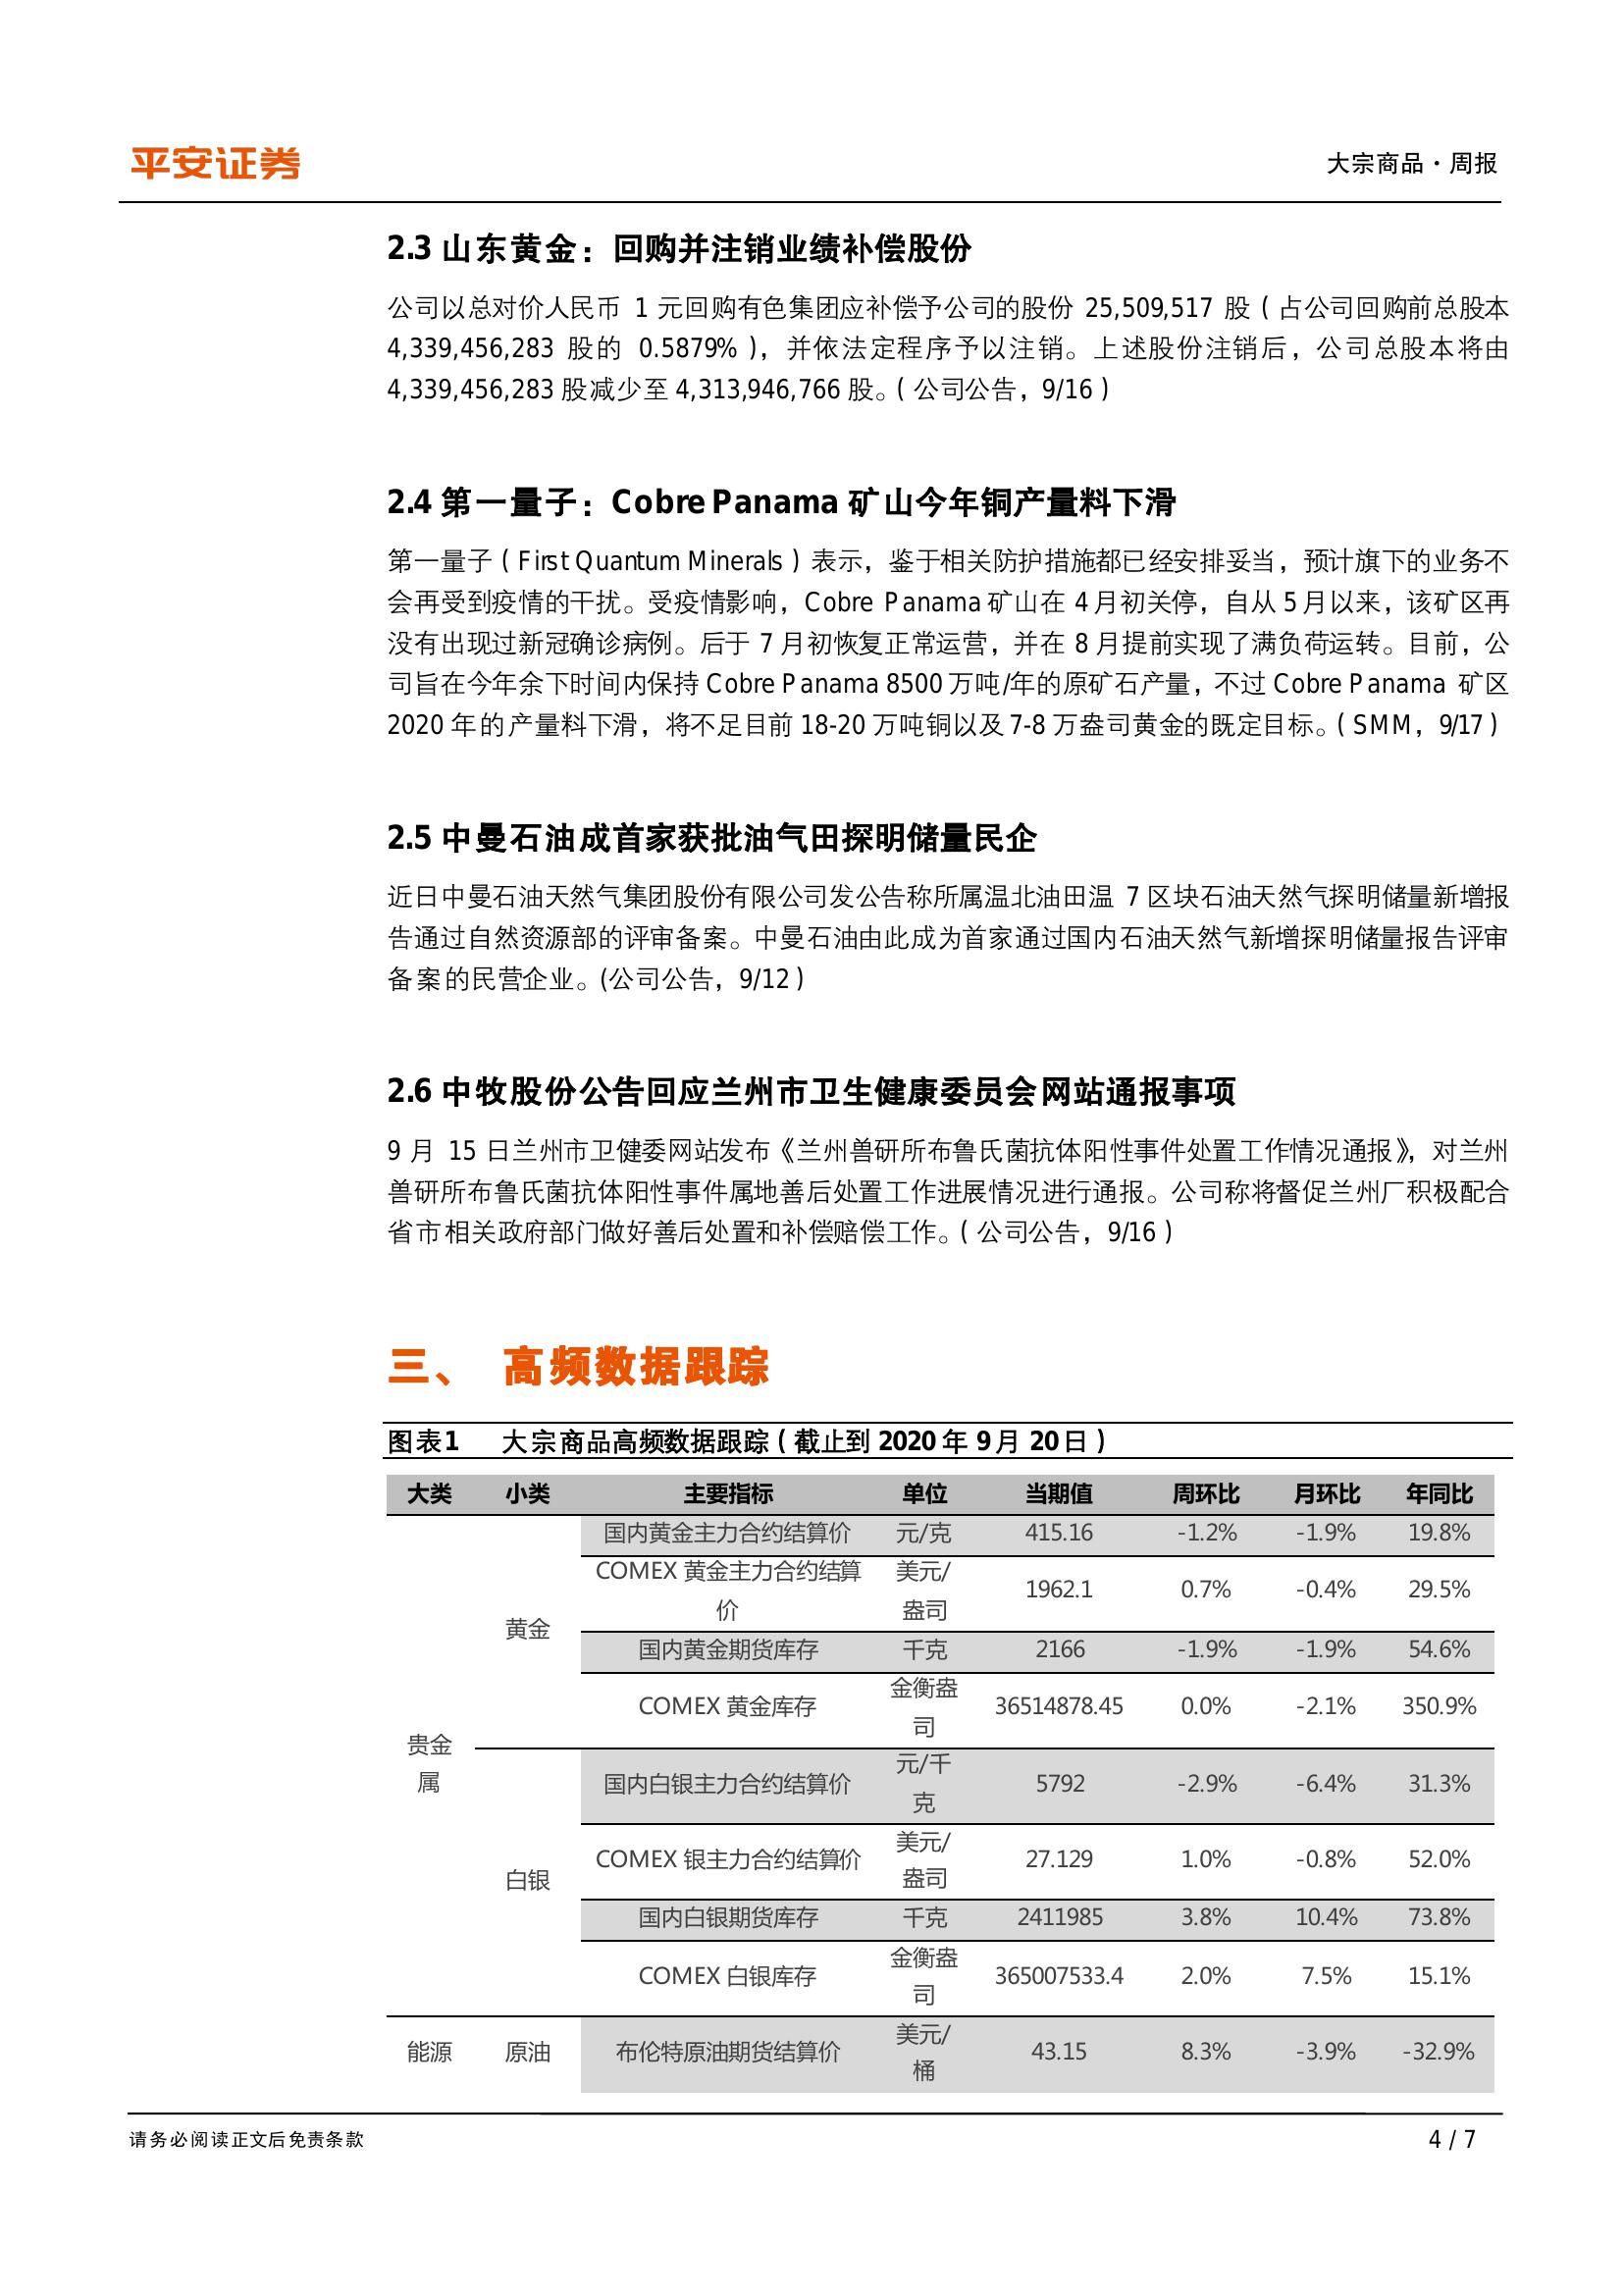 平安证券
大宗商品·周报
2.3 山东黄金：回购并注销业绩补偿股份
公司以总对价人民币 1 元回购有色集团应补偿予公司的股份 25,509,517 股（占公司回购前总股本
4,339,456,283 股的 0.5879%），并依法定程序予以注销。上述股份注销后，公司总股本将由
4,339,456,283 股减少至 4,313,946,766 股。（公司公告，9/16）
2.4 第一量子：Cobre Panama 矿山今年铜产量料下滑
第一量子（First Quantum Minerals）表示，鉴于相关防护措施都已经安排妥当，预计旗下的业务不
会再受到疫情的干扰。受疫情影响，Cobre Panama 矿山在 4 月初关停，自从 5 月以来，该矿区再
没有出现过新冠确诊病例。后于 7 月初恢复正常运营，并在 8 月提前实现了满负荷运转。目前，公
司旨在今年余下时间内保持 Cobre Panama 8500 万吨/年的原矿石产量，不过 Cobre Panama 矿区
2020 年的产量料下滑，将不足目前 18-20 万吨铜以及 7-8 万盎司黄金的既定目标。（SMM，9/17）
2.5 中曼石油成首家获批油气田探明储量民企
近日中曼石油天然气集团股份有限公司发公告称所属温北油田温 7 区块石油天然气探明储量新增报
告通过自然资源部的评审备案。中曼石油由此成为首家通过国内石油天然气新增探明储量报告评审
备案的民营企业。(公司公告，9/12）
2.6 中牧股份公告回应兰州市卫生健康委员会网站通报事项
9 月 15 日兰州市卫健委网站发布《兰州兽研所布鲁氏菌抗体阳性事件处置工作情况通报》，对兰州
兽研所布鲁氏菌抗体阳性事件属地善后处置工作进展情况进行通报。公司称将督促兰州厂积极配合
省市相关政府部门做好善后处置和补偿赔偿工作。（公司公告，9/16）
三、 高频数据跟踪
图表1 大宗商品高频数据跟踪（截止到 2020 年 9 月 20 日）
大类 小类 主要指标 单位 当期值 周环比 月环比 年同比
国内黄金主力合约结算价 元/克 415.16 -1.2% -1.9% 19.8%
COMEX 黄金主力合约结算 美元/
价 盎司 1962.1 0.7% -0.4% 29.5%
黄金
国内黄金期货库存 千克 2166 -1.9% -1.9% 54.6%
金衡盎
COMEX 黄金库存 36514878.45 0.0% -2.1% 350.9%
司
贵金
属
元/千
国内白银主力合约结算价 5792 -2.9% -6.4% 31.3%
克
美元/
COMEX 银主力合约结算价 27.129 1.0% -0.8% 52.0%
盎司
白银
国内白银期货库存 千克 2411985 3.8% 10.4% 73.8%
金衡盎
COMEX 白银库存 365007533.4 2.0% 7.5% 15.1%
司
美元/
能源 原油 布伦特原油期货结算价 43.15 8.3% -3.9% -32.9%
桶
请务必阅读正文后免责条款
4 / 7